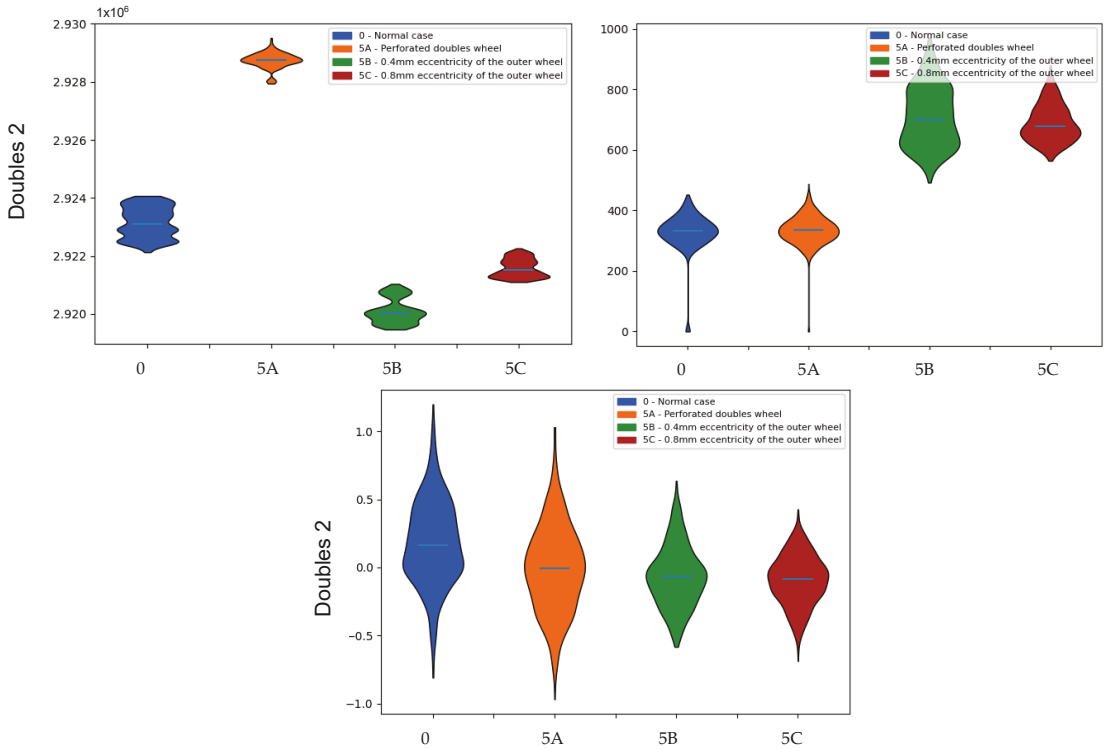 1x10⁶
2.930
2.928
2.926
2.924
2.922
2.920
Doubles 2
0 - Normal case
5A - Perforated doubles wheel
5B - 0.4mm eccentricity of the outer wheel
5C - 0.8mm eccentricity of the outer wheel
0 5A 5B 5C
1000
800
600
400
200
0
0 - Normal case
5A - Perforated doubles wheel
5B - 0.4mm eccentricity of the outer wheel
5C - 0.8mm eccentricity of the outer wheel
0 5A 5B 5C
1.0
0.5
0.0
−0.5
−1.0
Doubles 2
0 - Normal case
5A - Perforated doubles wheel
5B - 0.4mm eccentricity of the outer wheel
5C - 0.8mm eccentricity of the outer wheel
0 5A 5B 5C